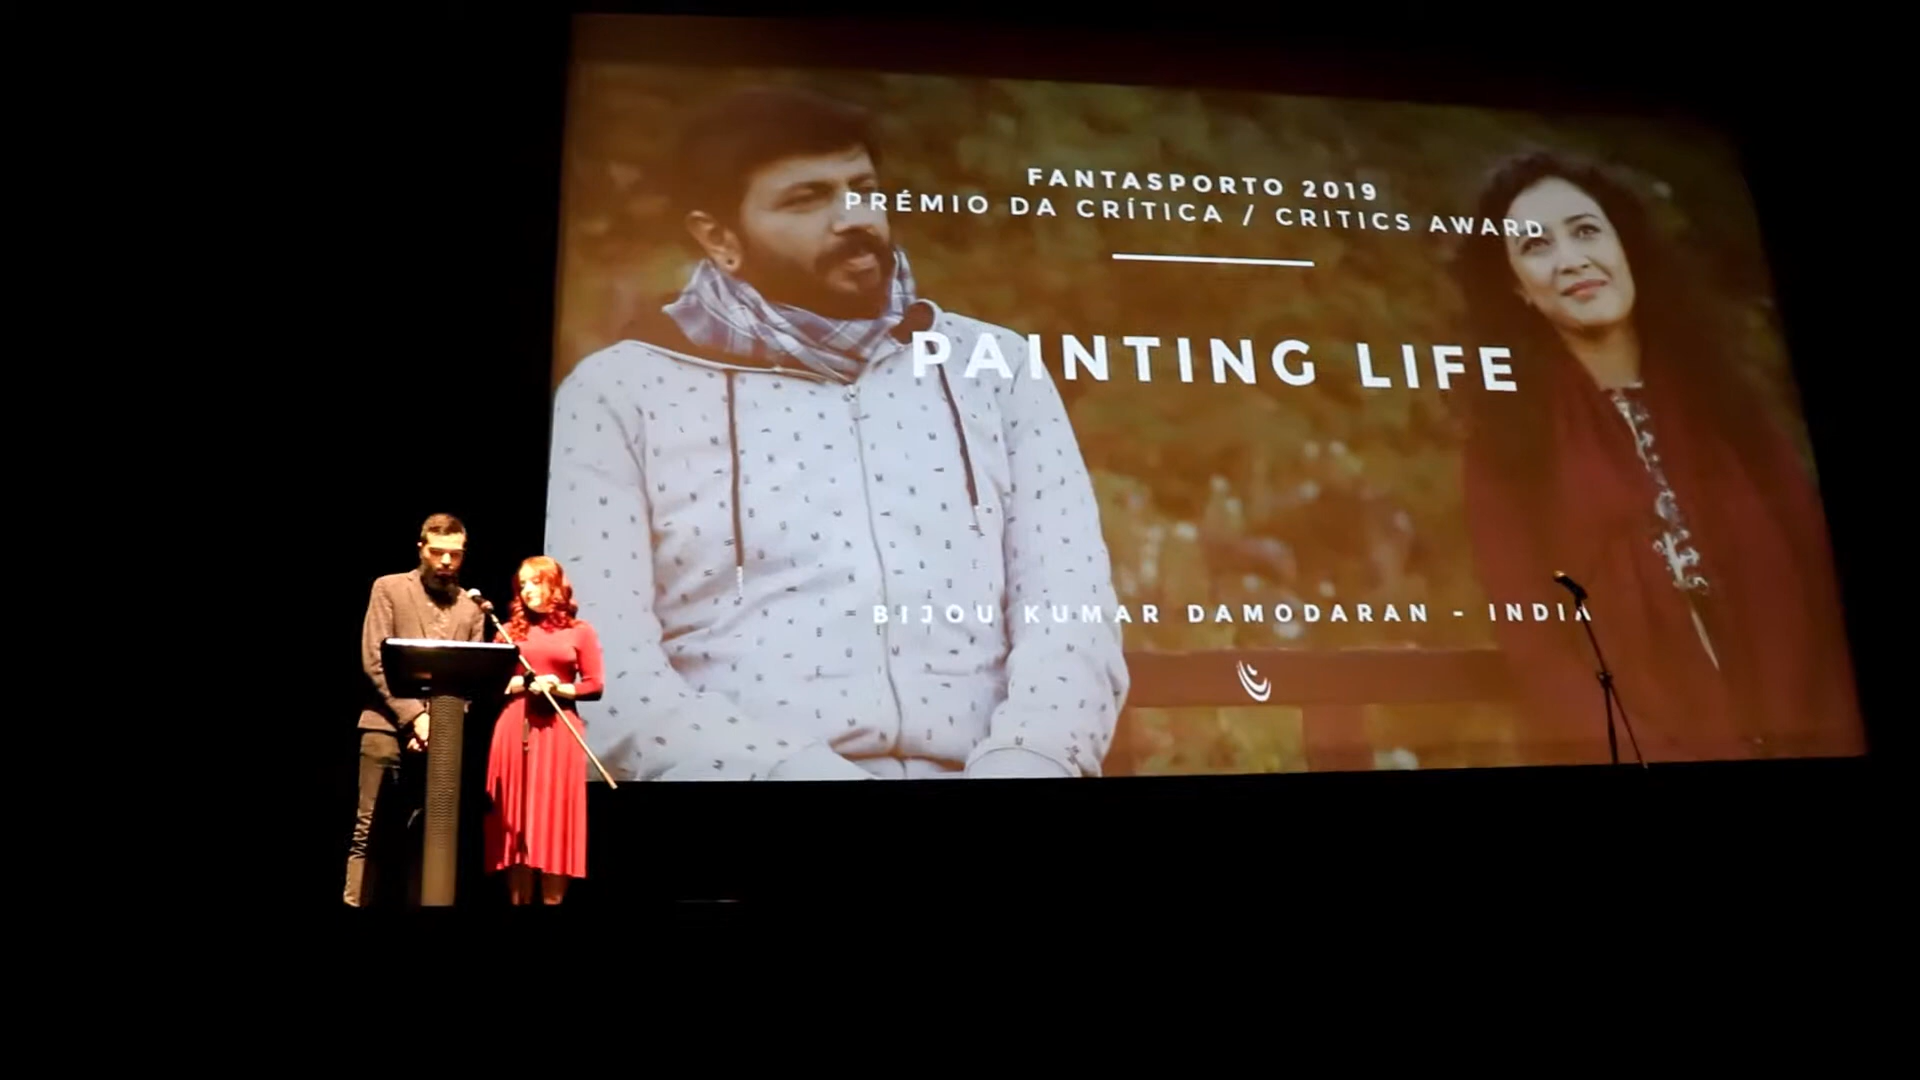 FANTASPORTO 2019
PRÉMIO DA CRÍTICA / CRITICS AWARD
PAINTING LIFE
BIJOU KUMAR DAMODARAN - INDIA